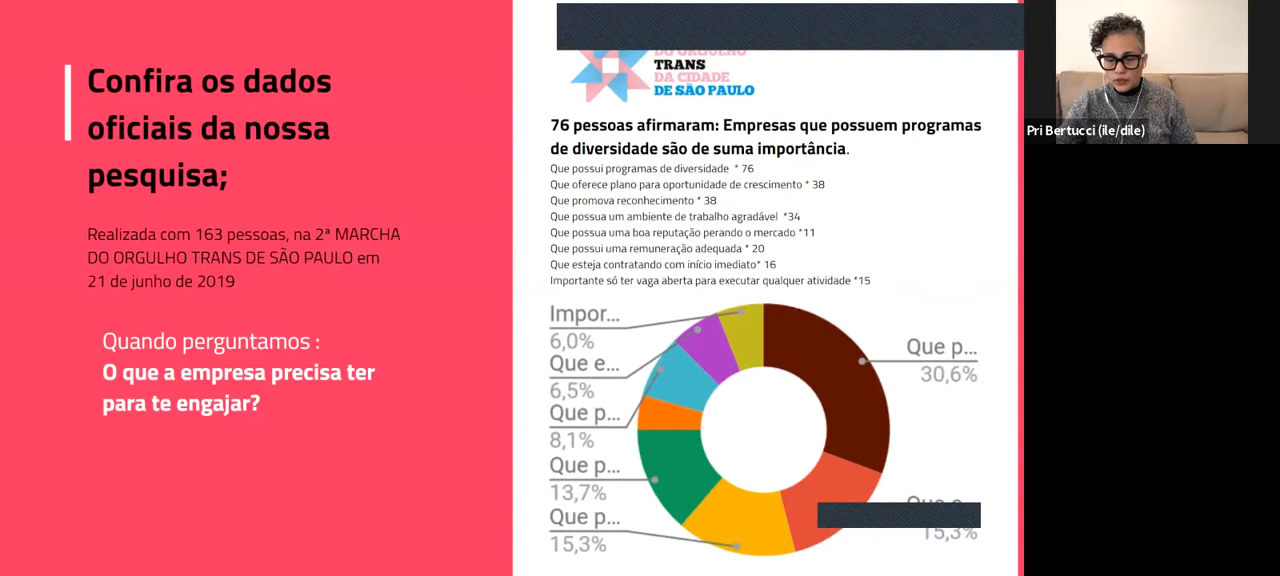 Confira os dados
oficiais da nossa
pesquisa;
Realizada com 163 pessoas, na 2ª MARCHA
DO ORGULHO TRANS DE SÃO PAULO em
21 de junho de 2019
Quando perguntamos :
O que a empresa precisa ter
para te engajar?
DO ORGULHO
TRANS
DA CIDADE
DE SÃO PAULO
76 pessoas afirmaram: Empresas que possuem programas
de diversidade são de suma importância.
Que possui programas de diversidade * 76
Que oferece plano para oportunidade de crescimento * 38
Que promova reconhecimento * 38
Que possua um ambiente de trabalho agradável *34
Que possua uma boa reputação perando o mercado *11
Que possui uma remuneração adequada * 20
Que esteja contratando com início imediato* 16
Importante só ter vaga aberta para executar qualquer atividade *15
Impor...
6,0%
Que e...
6,5%
Que p...
8,1%
Que p...
13,7%
Que p...
15,3%
Que p...
30,6%
15,3%
Pri Bertucci (ile/dile)